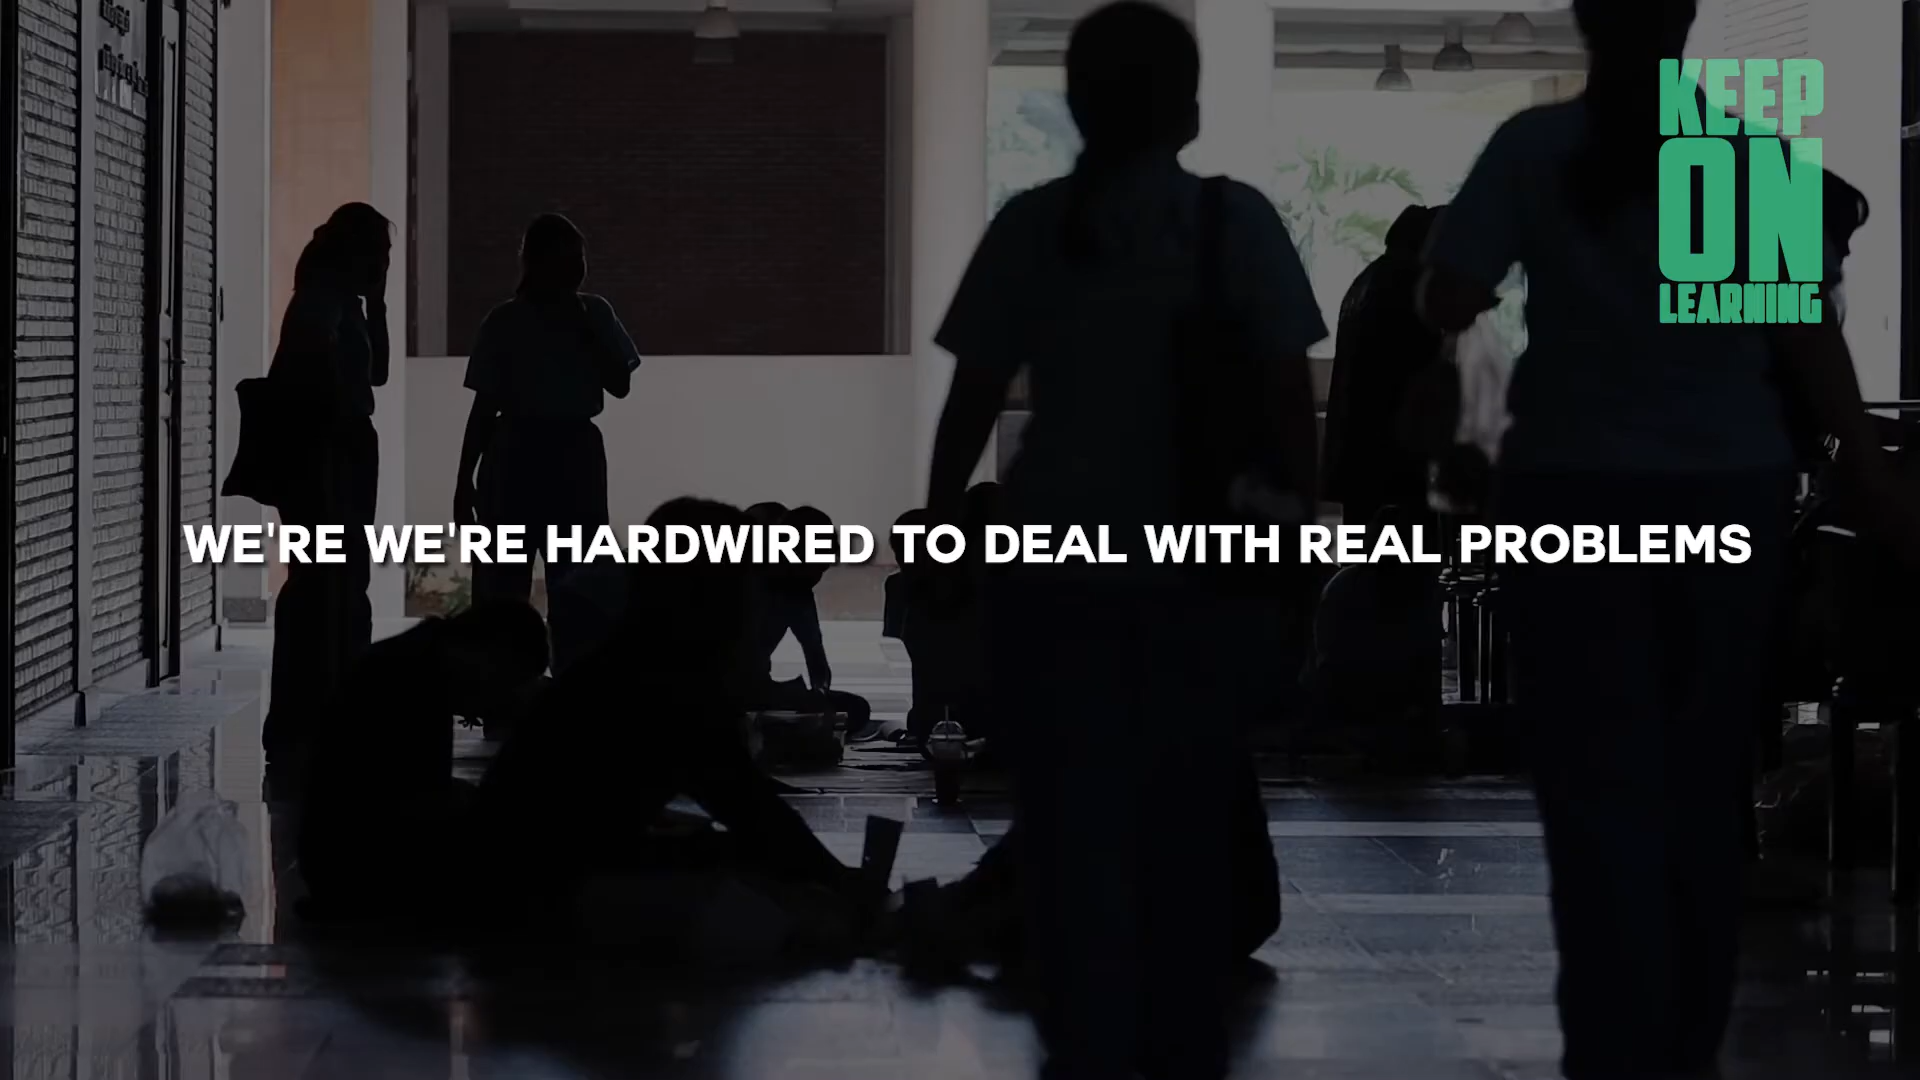 KEEP
ON
LEARNING
WE'RE WE'RE HARDWIRED TO DEAL WITH REAL PROBLEMS